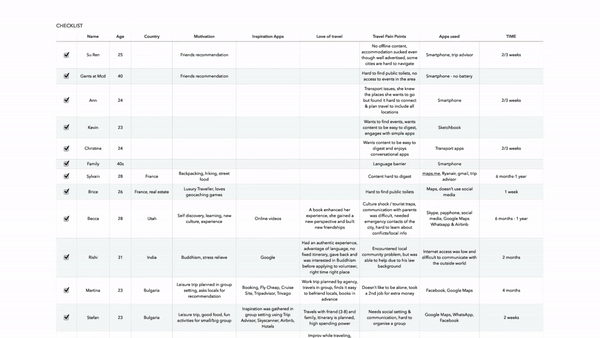 CHECKLIST
Name Age Country Motivation Inspiration Apps Love of travel Travel Pain Points Apps used TIME
Su Ren 25 Friends recommendation No offline content, accommodation sucked even though well advertised, some cities are hard to navigate Smartphone, trip advisor 2/3 weeks
Gents at Mod 40 Friends recommendation Hard to find public toilets, no access to events in the area Smartphone - no battery
Ann 24 Transport issues, she knew the places she wants to go but found it hard to connect & plan travel to include all locations Smartphone 2/3 weeks
Kevin 23 Wants to find events, wants content to be easy to digest, engages with simple apps Sketchbook
Christina 24 Wants content to be easy to digest and enjoys conversational apps Transport apps 2/3 weeks
Family 40s Language barrier Smartphone
Sylvain 28 France Backpacking, hiking, street food Content hard to digest maps.me, Ryanair, gmail, trip advisor 6 months-1 year
Brice 26 France, real estate Luxury Traveller, loves geocaching games Hard to find public toilets Maps, doesn't use social media 1 week
Becca 28 Utah Self discovery, learning, new culture, experience Online videos A book enhanced her experience, she gained a new perspective and built new friendships Culture shock / tourist traps, communication with parents was difficult, needed emergency contacts of the city, hard to learn about conflicts/local info Skype, payphone, social media, Google Maps Whatsapp & Airbnb 6 months - 1 year
Rishi 31 India Buddhism, stress relieve Google Had an authentic experience, advantage of language, no fixed itinerary, gave back and was interested in Buddhism before applying to volunteer, right time right place Encountered local community problem, but was able to help due to his law background Internet access was low and difficult to communicate with the outside world 2 months
Martina 23 Bulgaria Leisure trip planned in group setting, asks locals for recommendation Booking, Fly Cheap, Cruise Site, Tripadvisor, Trivago Work trip planned by agency, travels in group, finds it easy to befriend locals, books in advance Doesn't like to be alone, took a 2nd job for extra money Facebook, Google Maps 4 months
Stefan 23 Bulgaria Leisure trip, good food, fun activities for small/big group Inspiration was gathered in group setting using Trip Advisor, Skyscanner, Airbnb, Hotels Travels with friend (3-8) and family, itinerary is planned, high spending power Needs social setting & community, hard to organise a group Google Maps, WhatsApp, Facebook 2 weeks
Improv while traveling,